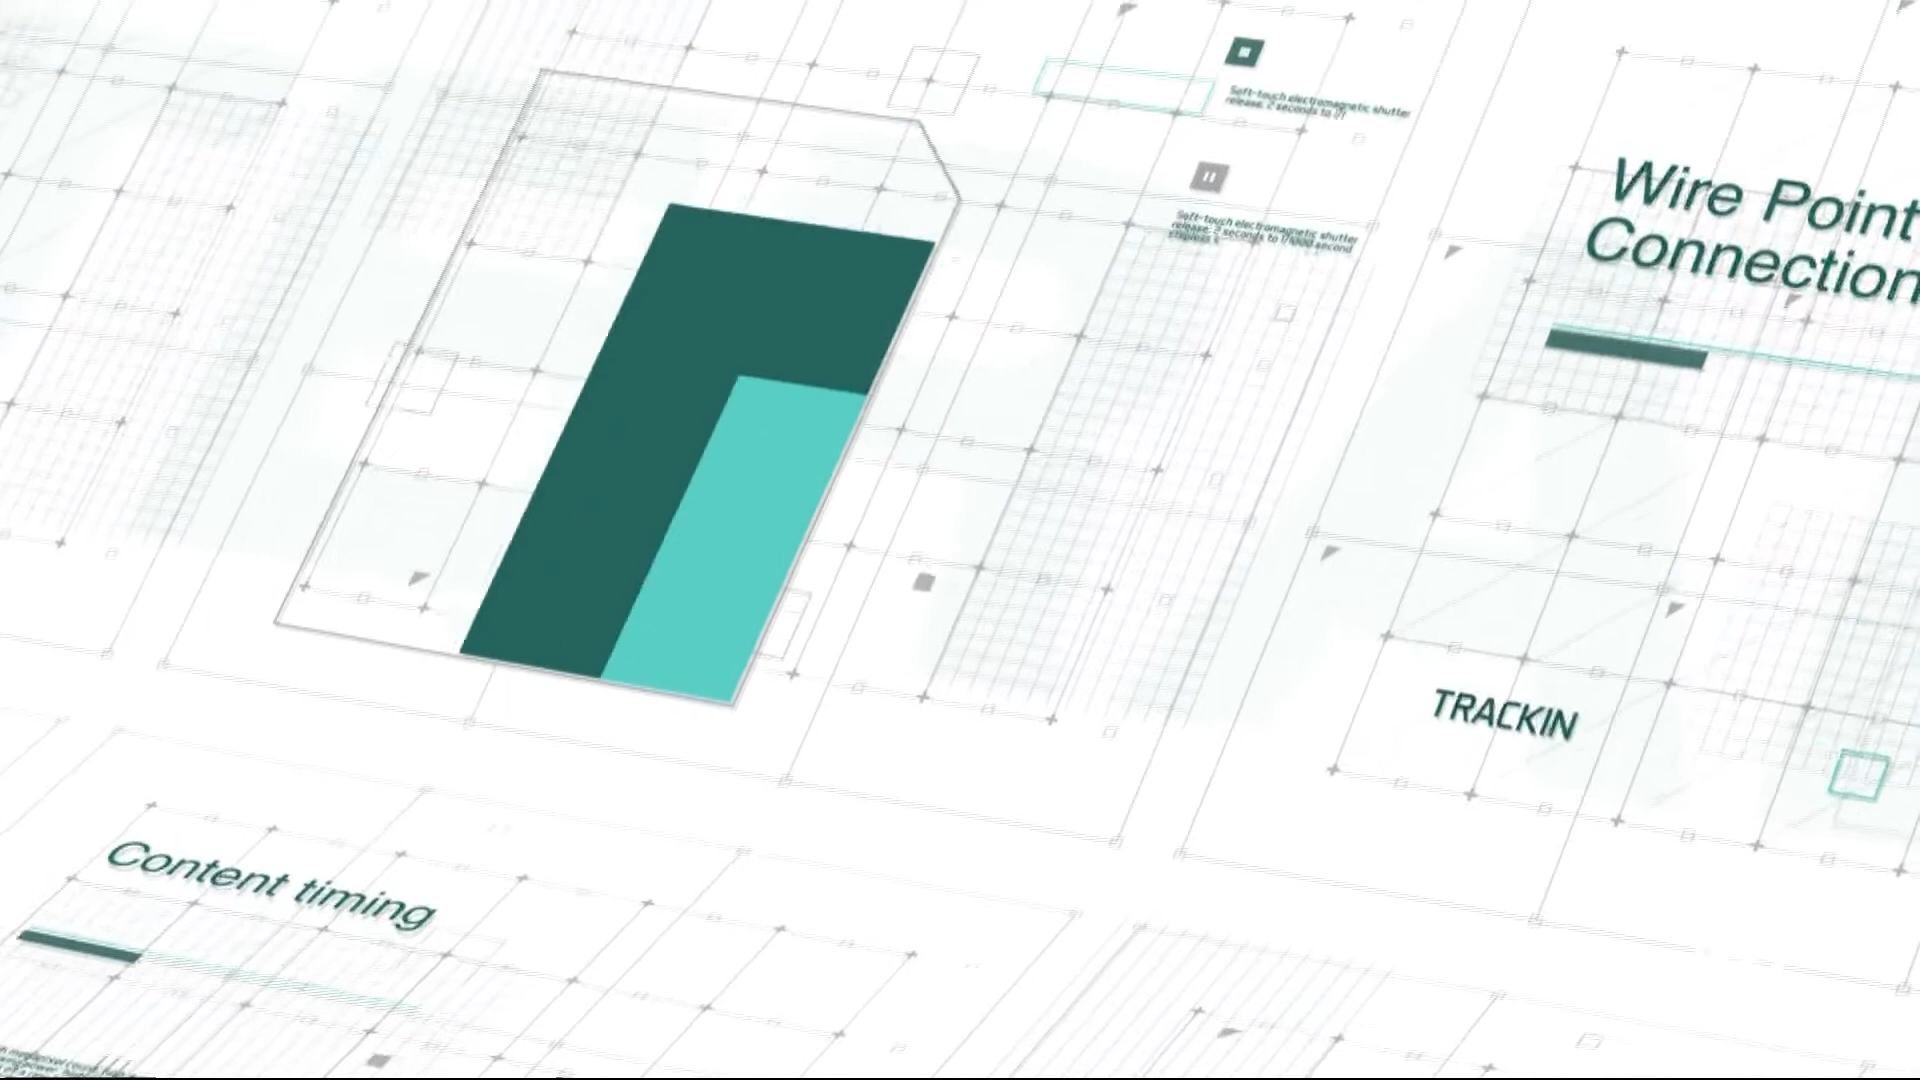 Soft-touch electromagnetic shutter
release, 2 seconds to 1/1
Soft-touch electromagnetic shutter
release, 2 seconds to 1/1000 second
stepless s
Wire Point
Connection
TRACKIN
Content timing